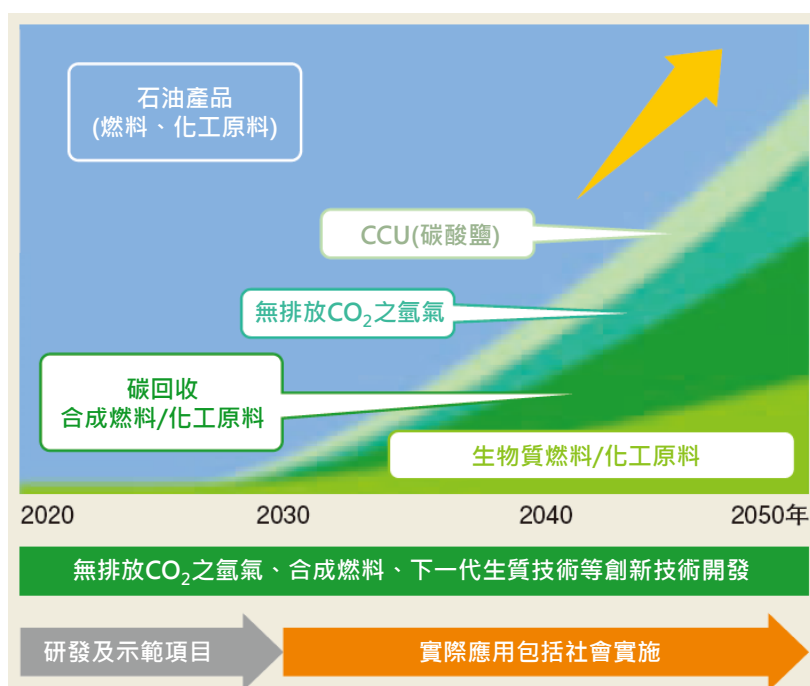 石油產品
(燃料、化工原料)
CCU(碳酸鹽)
無排放CO₂之氫氣
碳回收
合成燃料/化工原料
生物質燃料/化工原料
2020
2030
2040
2050年
無排放CO₂之氫氣、合成燃料、下一代生質技術等創新技術開發
研發及示範項目
實際應用包括社會實施